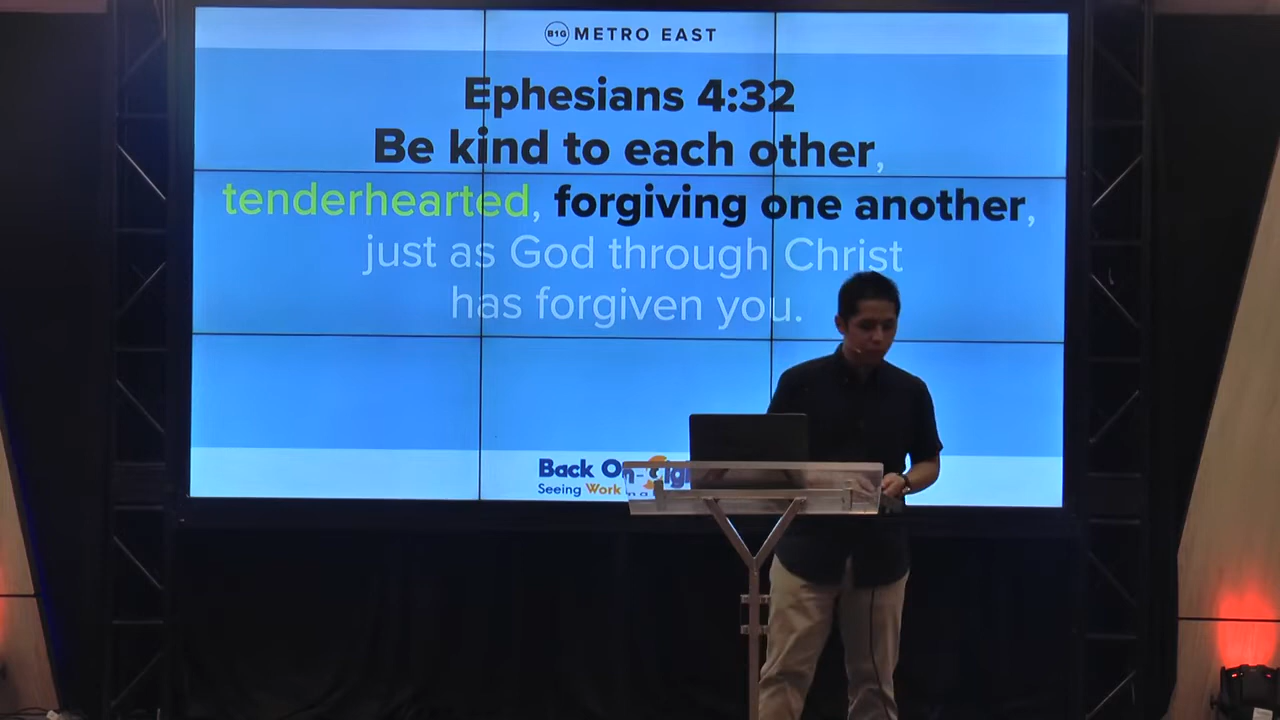 B1G METRO EAST
Ephesians 4:32
Be kind to each other,
tenderhearted, forgiving one another,
just as God through Christ
has forgiven you.
Back On-
Seeing Work